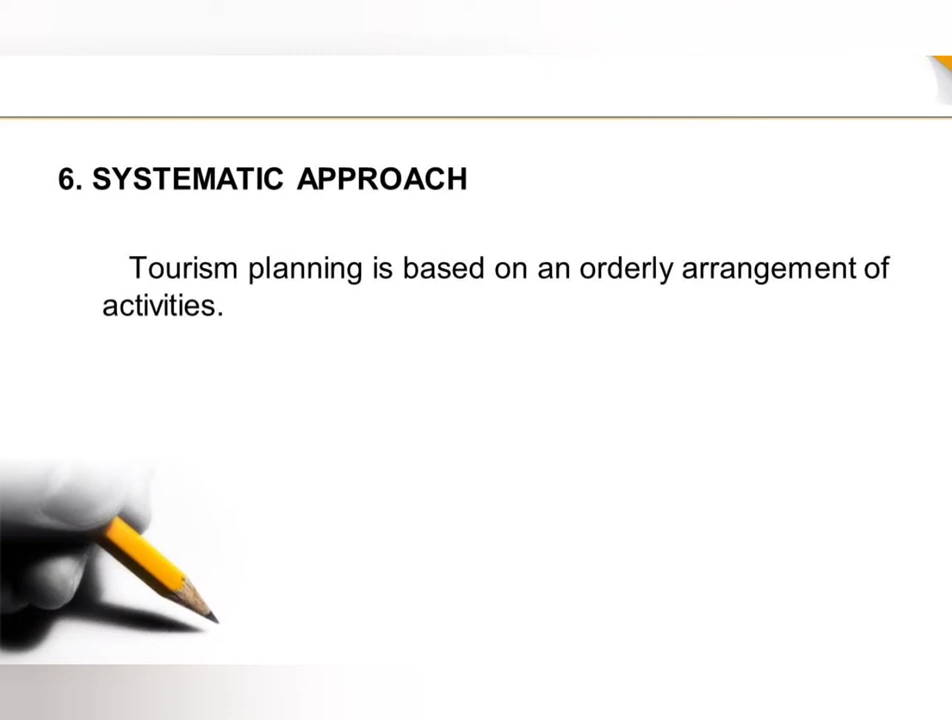 6. SYSTEMATIC APPROACH
Tourism planning is based on an orderly arrangement of
activities.